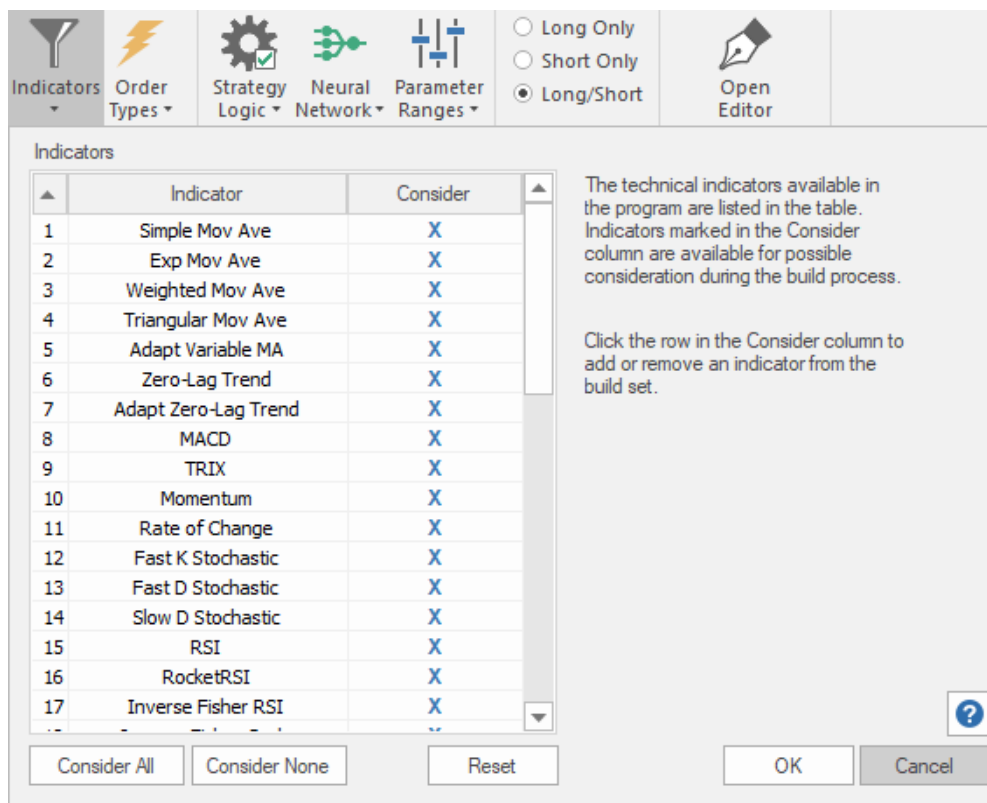 Indicators
Order
Types
Strategy
Logic
Neural
Network
Parameter
Ranges
Long Only
Short Only
Long/Short
Open
Editor
Indicators
Indicator Consider
1 Simple Mov Ave X
2 Exp Mov Ave X
3 Weighted Mov Ave X
4 Triangular Mov Ave X
5 Adapt Variable MA X
6 Zero-Lag Trend X
7 Adapt Zero-Lag Trend X
8 MACD X
9 TRIX X
10 Momentum X
11 Rate of Change X
12 Fast K Stochastic X
13 Fast D Stochastic X
14 Slow D Stochastic X
15 RSI X
16 RocketRSI X
17 Inverse Fisher RSI X
The technical indicators available in
the program are listed in the table.
Indicators marked in the Consider
column are available for possible
consideration during the build process.
Click the row in the Consider column to
add or remove an indicator from the
build set.
?
Consider All Consider None Reset OK Cancel